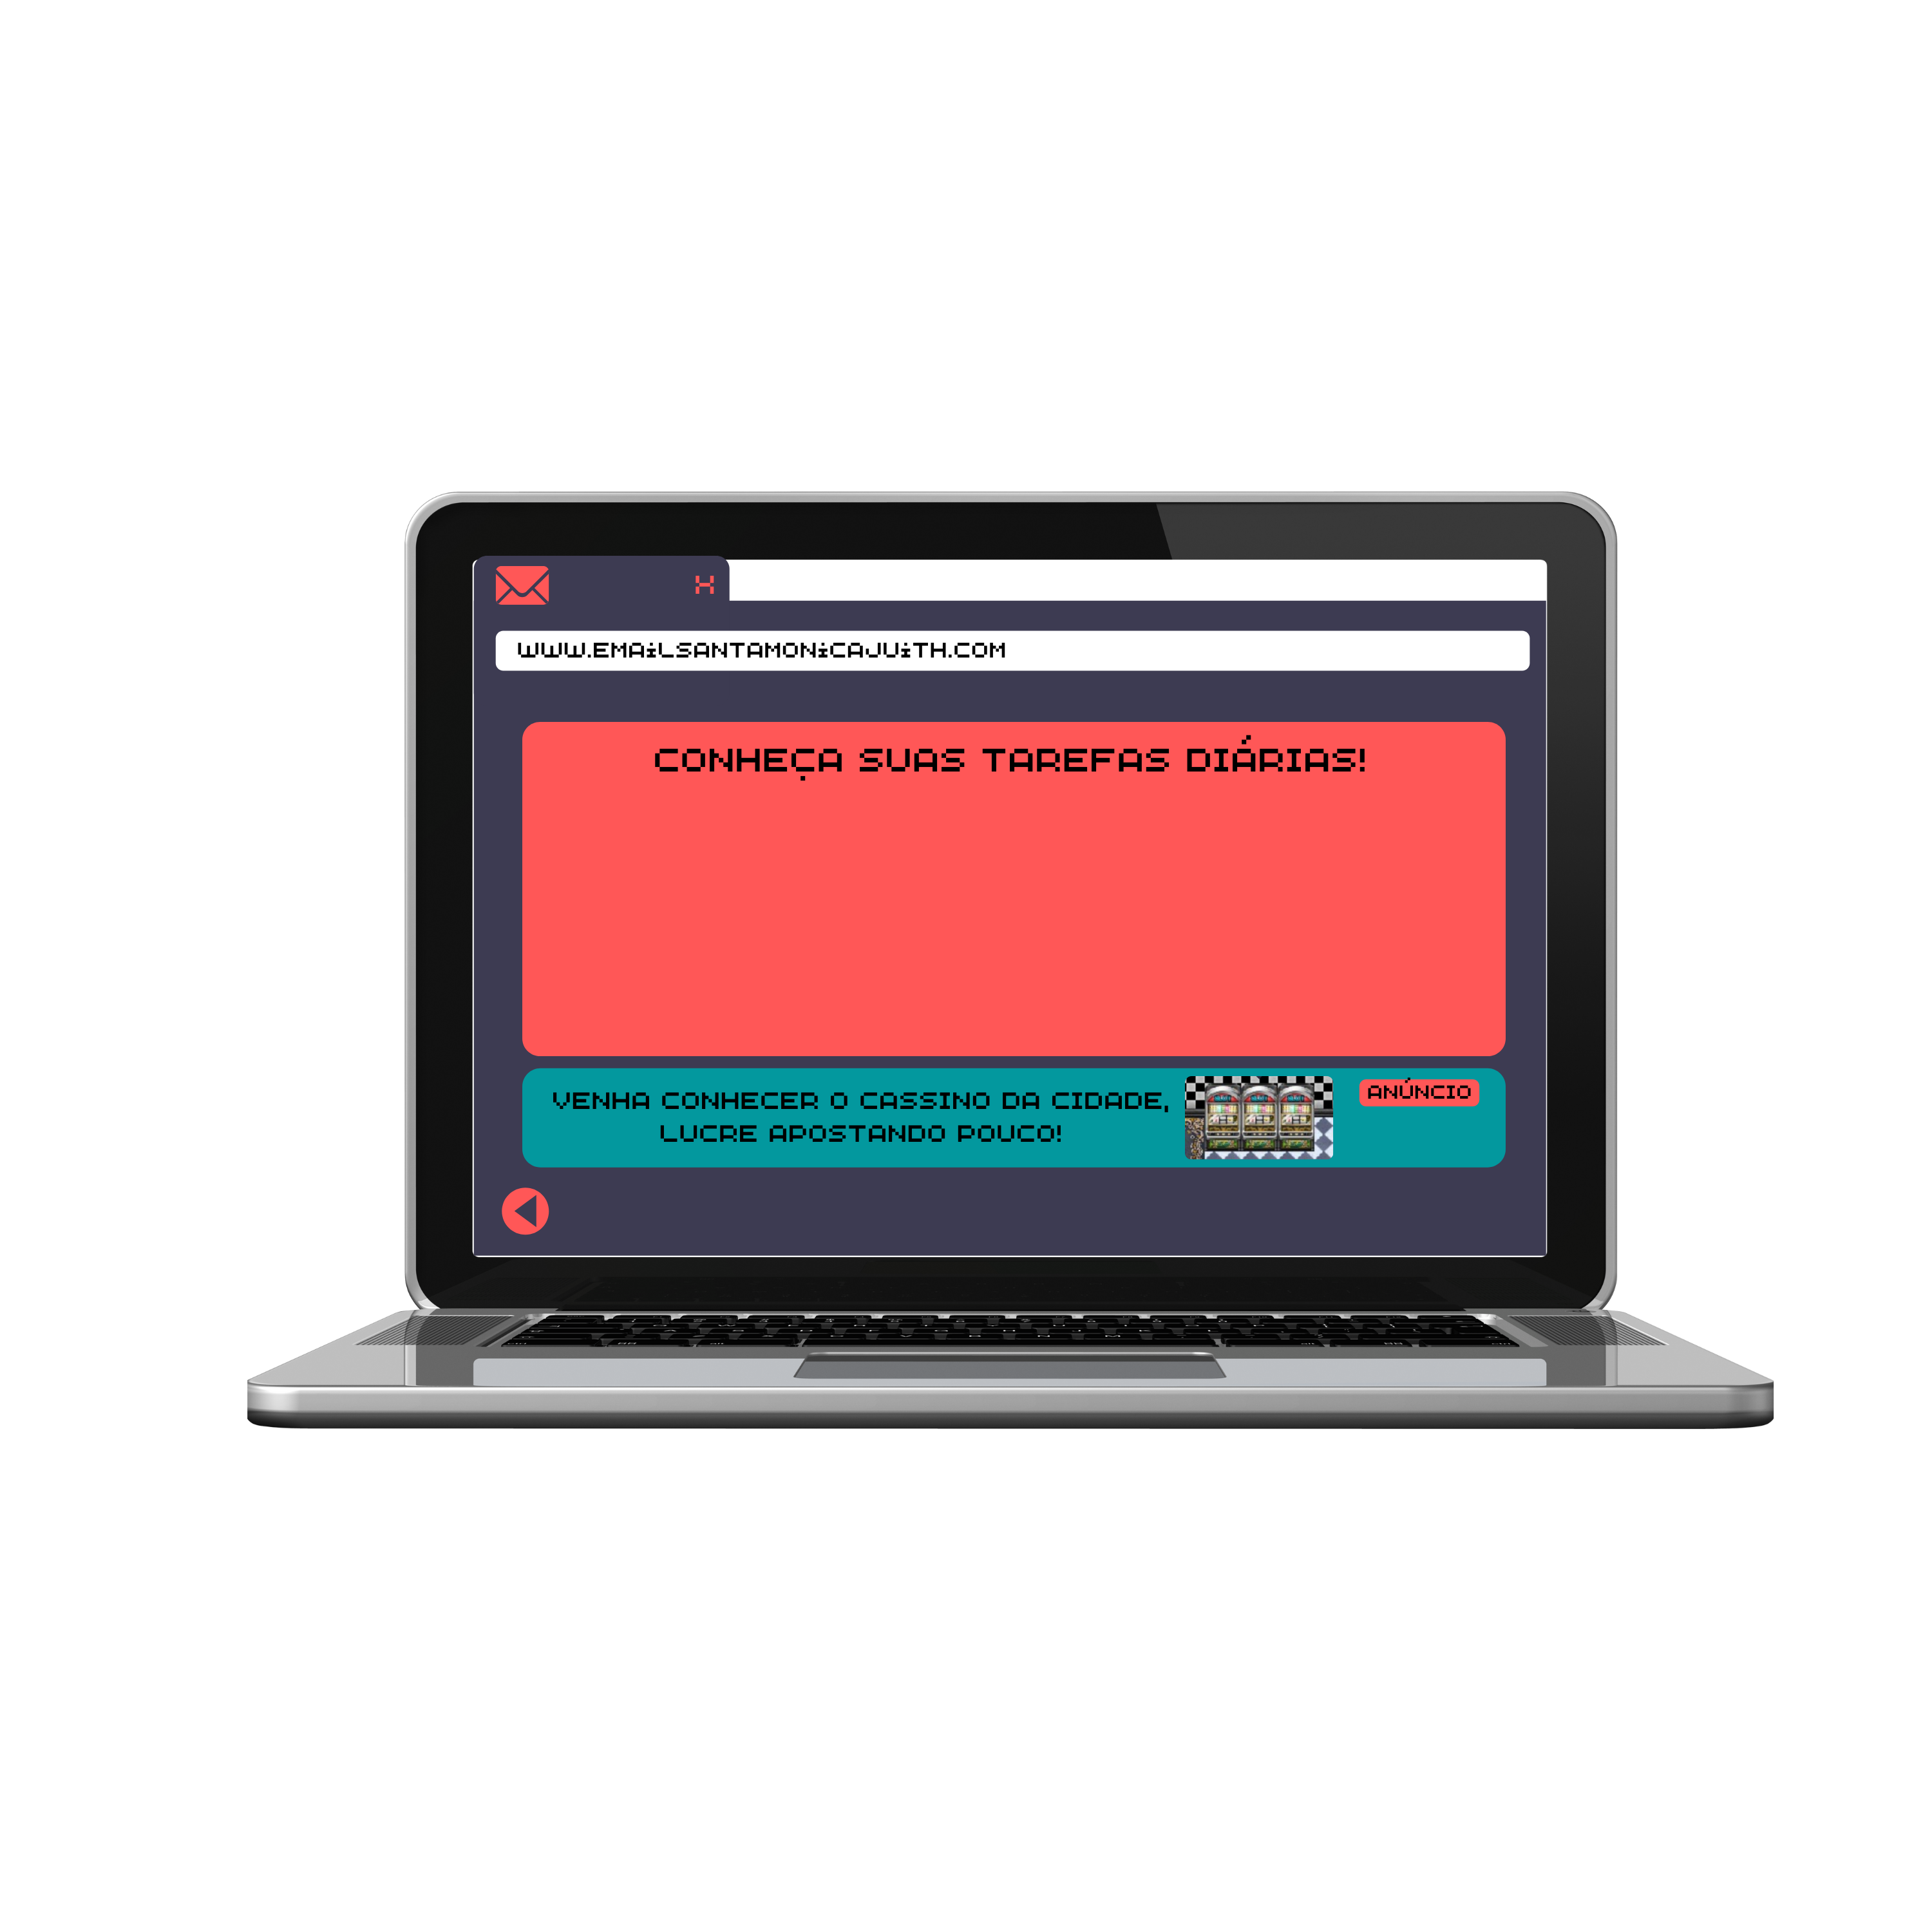 X
WWW.EMAiLSANTAMONiCAJUiTH.COM
CONHEÇA SUAS TAREFAS DIÁRIAS!
VENHA CONHECER O CASSINO DA CIDADE,
LUCRE APOSTANDO POUCO!
ANÚNCIO